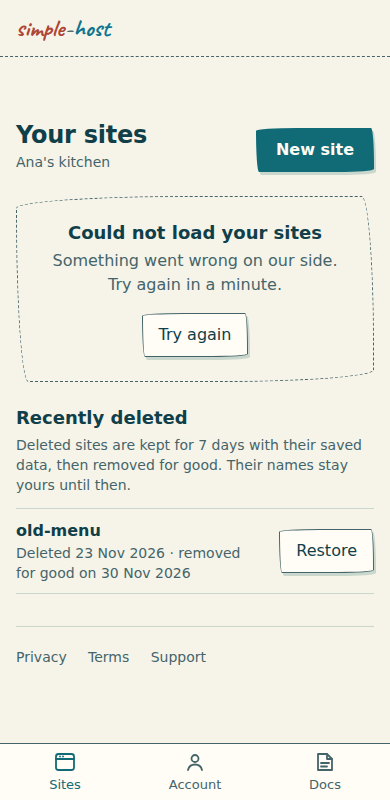 simple-host
Your sites
Ana's kitchen
New site
Could not load your sites
Something went wrong on our side.
Try again in a minute.
Try again
Recently deleted
Deleted sites are kept for 7 days with their saved
data, then removed for good. Their names stay
yours until then.
old-menu
Deleted 23 Nov 2026 · removed
for good on 30 Nov 2026
Restore
Privacy Terms Support
Sites Account Docs